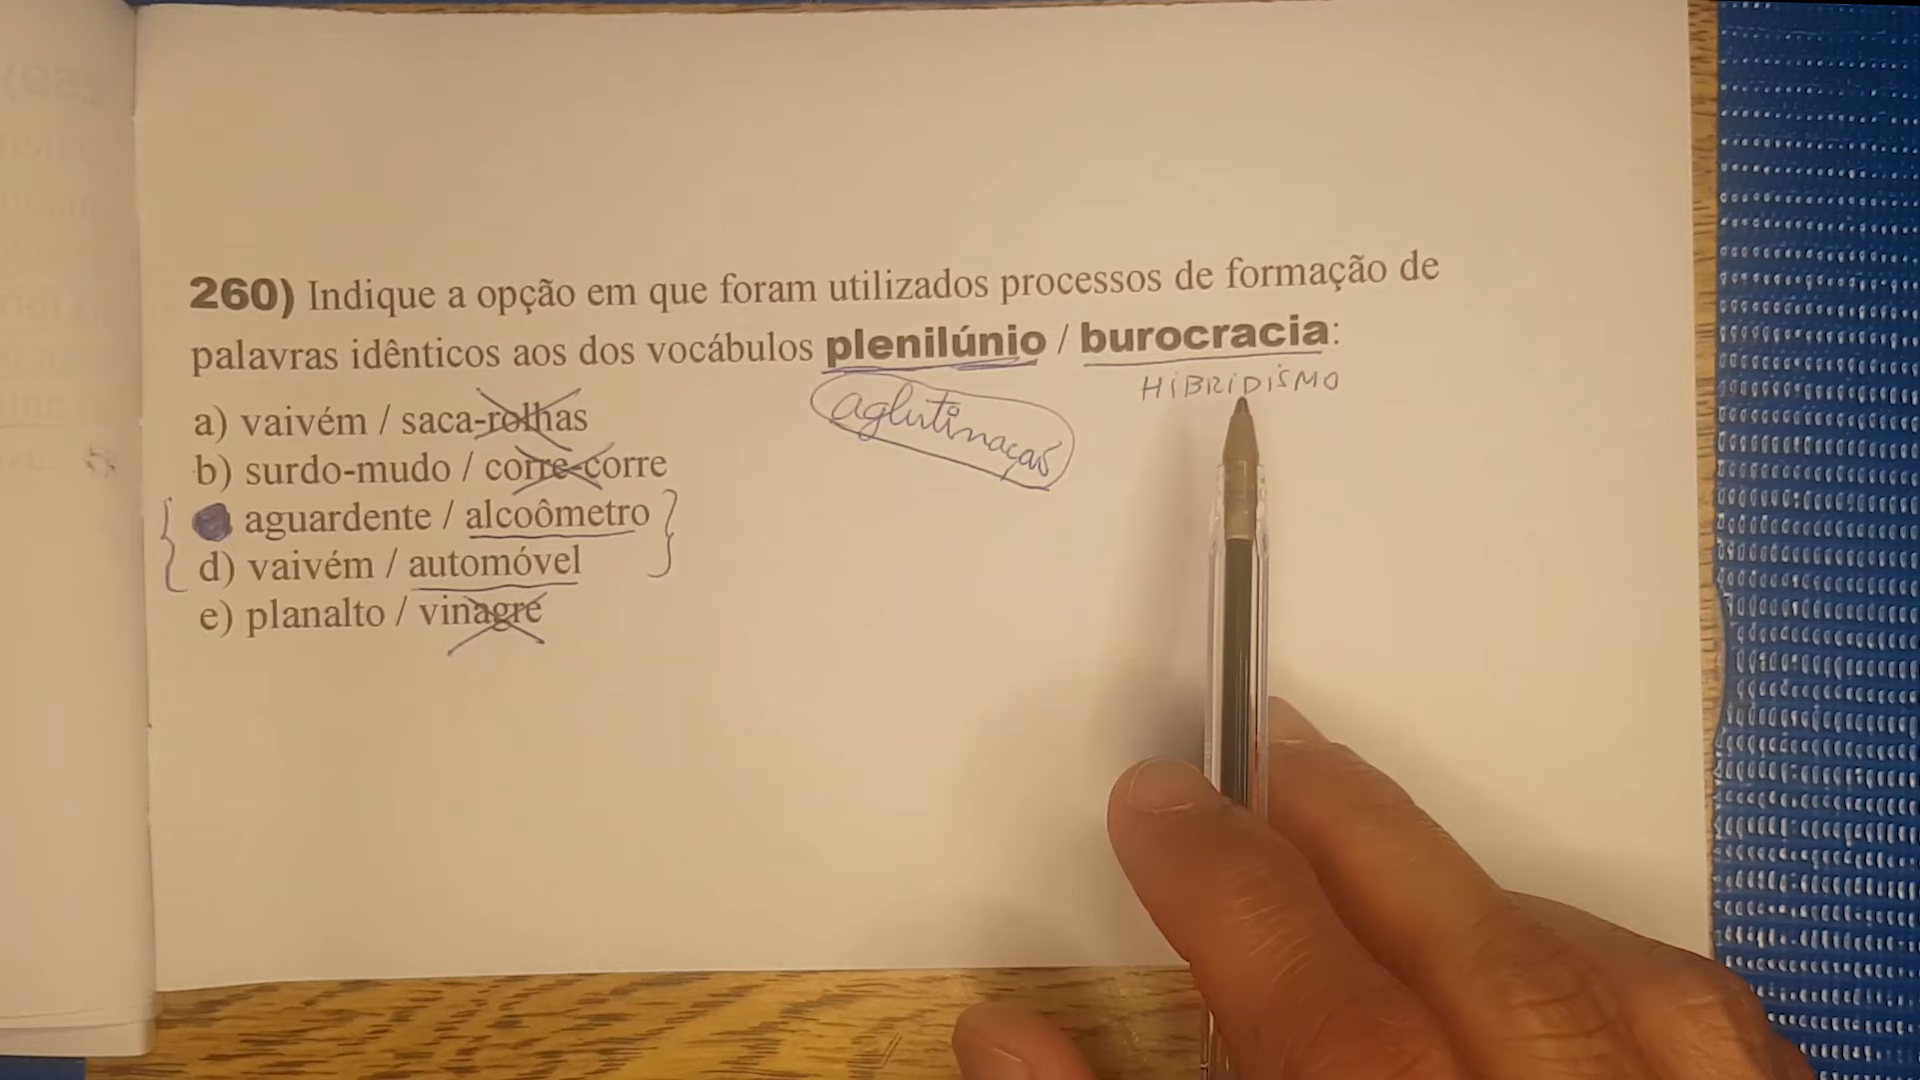 260) Indique a opção em que foram utilizados processos de formação de
palavras idênticos aos dos vocábulos plenilúnio / burocracia:
HIBRIDISMO
aglutinação
a) vaivém / saca-rolhas
b) surdo-mudo / corre-corre
aguardente / alcoômetro
d) vaivém / automóvel
e) planalto / vinagre